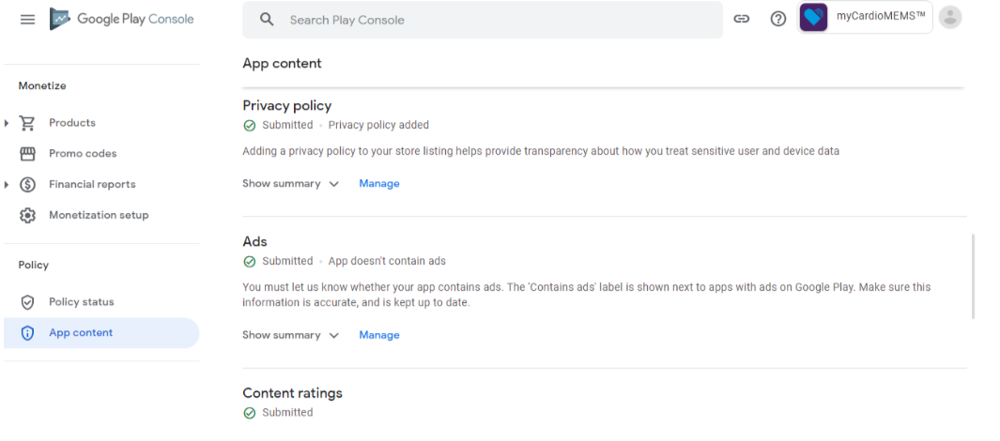 Google Play Console
Search Play Console
myCardioMEMS™
App content
Monetize
Products
Promo codes
Financial reports
Monetization setup
Policy
Policy status
App content
Privacy policy
Submitted • Privacy policy added
Adding a privacy policy to your store listing helps provide transparency about how you treat sensitive user and device data
Show summary
Manage
Ads
Submitted • App doesn't contain ads
You must let us know whether your app contains ads. The 'Contains ads' label is shown next to apps with ads on Google Play. Make sure this
information is accurate, and is kept up to date.
Show summary
Manage
Content ratings
Submitted